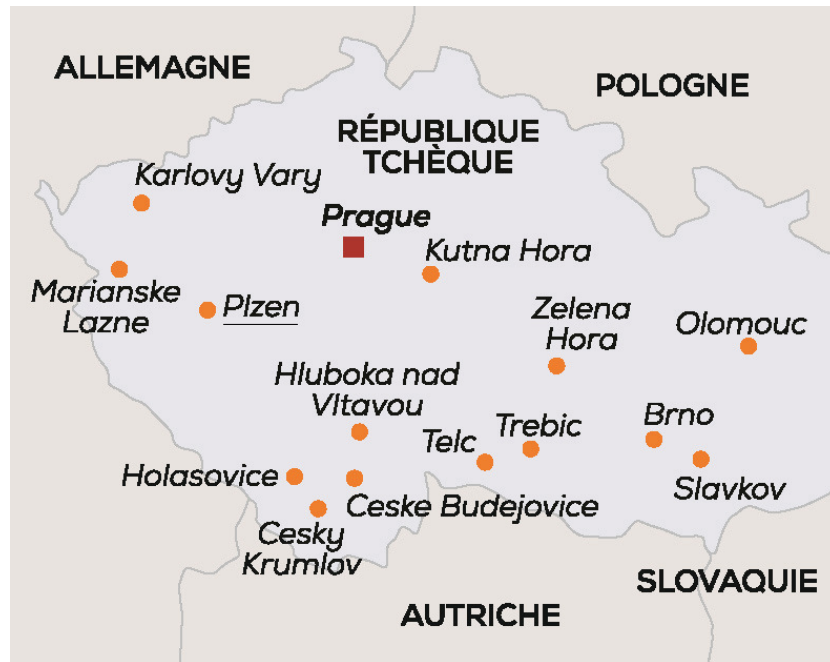 ALLEMAGNE
POLOGNE
RÉPUBLIQUE
TCHÈQUE
Karlovy Vary
Prague
Kutna Hora
Marianske
Lazne
Plzen
Zelena
Hora
Olomouc
Hluboka nad
Vltavou
Telc
Trebic
Brno
Holasovice
Ceske Budejovice
Slavkov
Cesky
Krumlov
SLOVAQUIE
AUTRICHE